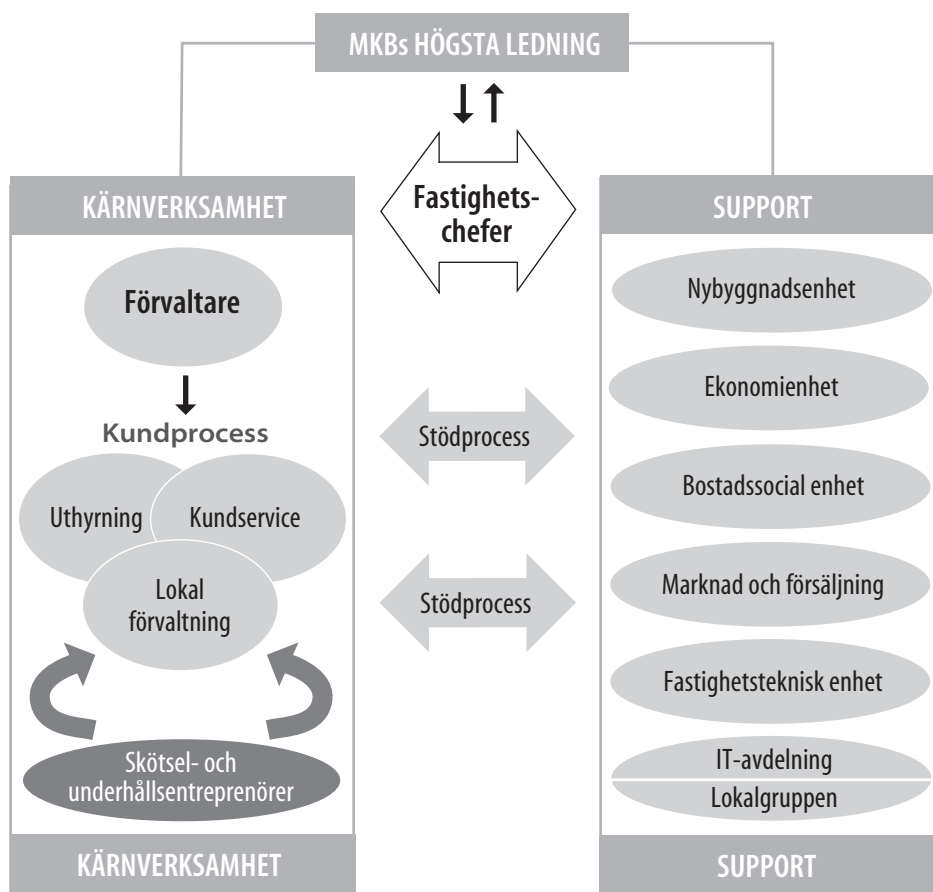 MKBs HÖGSTA LEDNING
Fastighets-
chefer
KÄRNVERKSAMHET
Förvaltare
Kundprocess
Uthyrning
Kundservice
Lokal
förvaltning
Skötsel- och
underhållsentreprenörer
KÄRNVERKSAMHET
Stödprocess
Stödprocess
SUPPORT
Nybyggnadsenhet
Ekonomienhet
Bostadssocial enhet
Marknad och försäljning
Fastighetsteknisk enhet
IT-avdelning
Lokalgruppen
SUPPORT